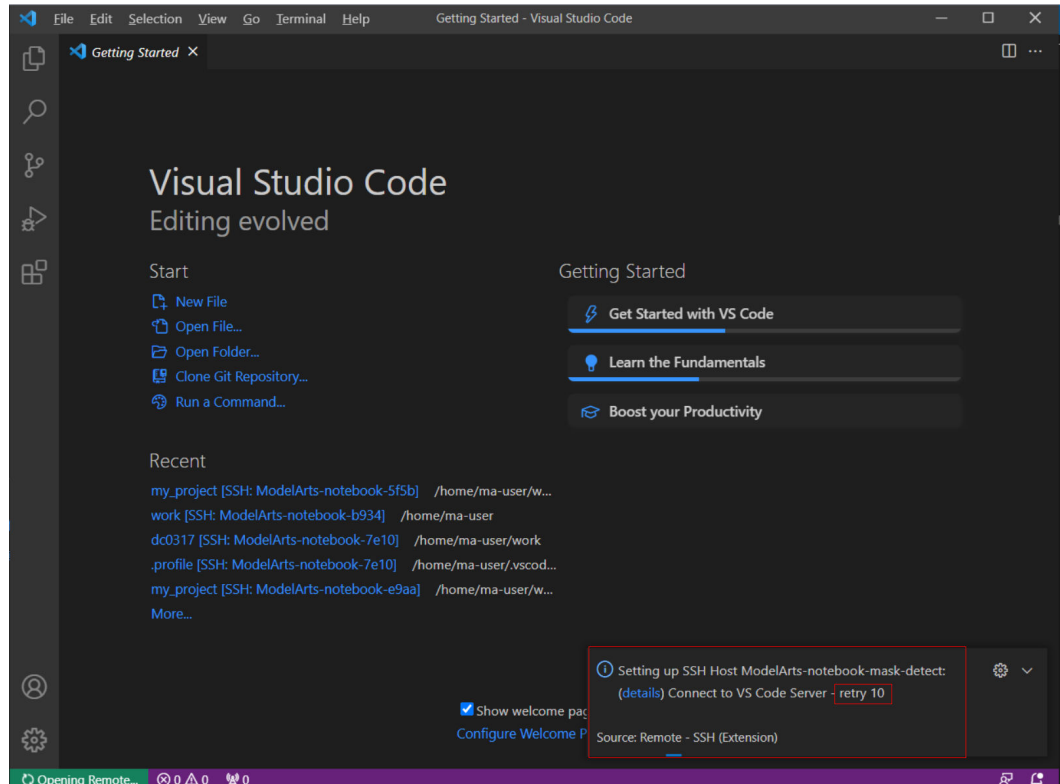 File Edit Selection View Go Terminal Help Getting Started - Visual Studio Code
Getting Started
Visual Studio Code
Editing evolved
Start
New File
Open File...
Open Folder...
Clone Git Repository...
Run a Command...
Recent
my_project [SSH: ModelArts-notebook-5f5b] /home/ma-user/w...
work [SSH: ModelArts-notebook-b934] /home/ma-user
dc0317 [SSH: ModelArts-notebook-7e10] /home/ma-user/work
.profile [SSH: ModelArts-notebook-7e10] /home/ma-user/.vscod...
my_project [SSH: ModelArts-notebook-e9aa] /home/ma-user/w...
More...
Getting Started
Get Started with VS Code
Learn the Fundamentals
Boost your Productivity
Show welcome pag
Configure Welcome P
Setting up SSH Host ModelArts-notebook-mask-detect:
(details) Connect to VS Code Server - retry 10
Source: Remote - SSH (Extension)
Opening Remote... 0 0 0